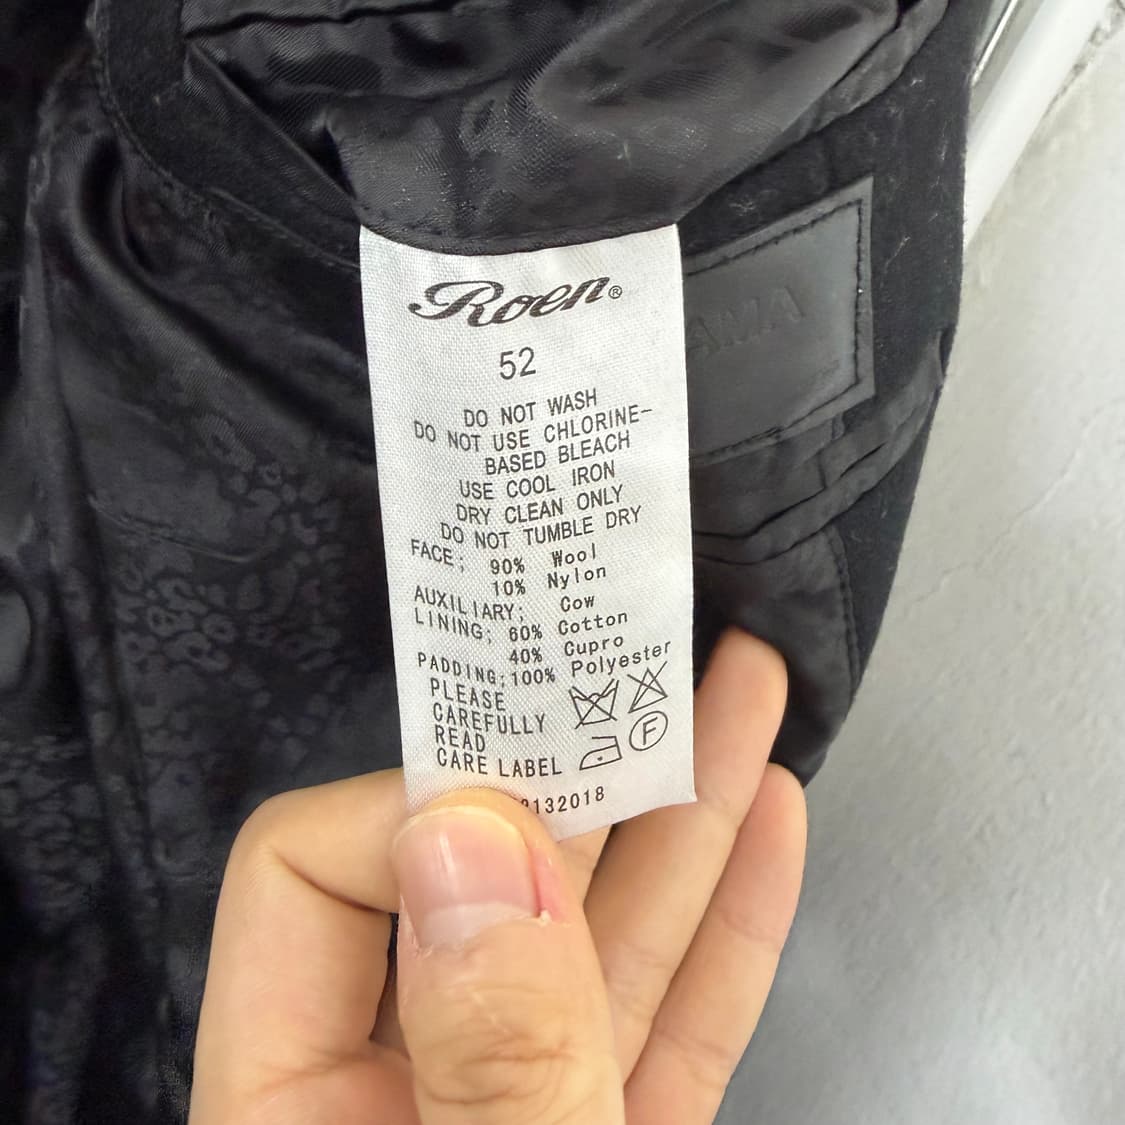 Roen®
52
DO NOT WASH
DO NOT USE CHLORINE-
BASED BLEACH
USE COOL IRON
DRY CLEAN ONLY
DO NOT TUMBLE DRY
FACE; 90% Wool
10% Nylon
AUXILIARY; Cow
LINING; 60% Cotton
40% Cupro
PADDING;100% Polyester
PLEASE
CAREFULLY
READ
CARE LABEL
F